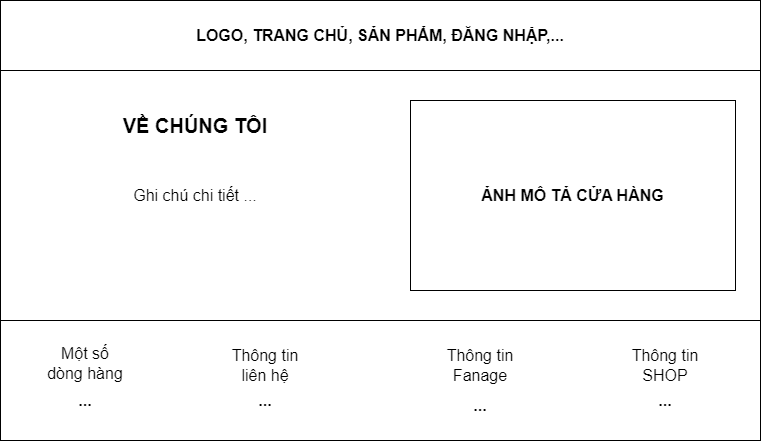 LOGO, TRANG CHỦ, SẢN PHẨM, ĐĂNG NHẬP,...
VỀ CHÚNG TÔI
Ghi chú chi tiết ...
ẢNH MÔ TẢ CỬA HÀNG
Một số
dòng hàng
...
Thông tin
liên hệ
...
Thông tin
Fanage
...
Thông tin
SHOP
...